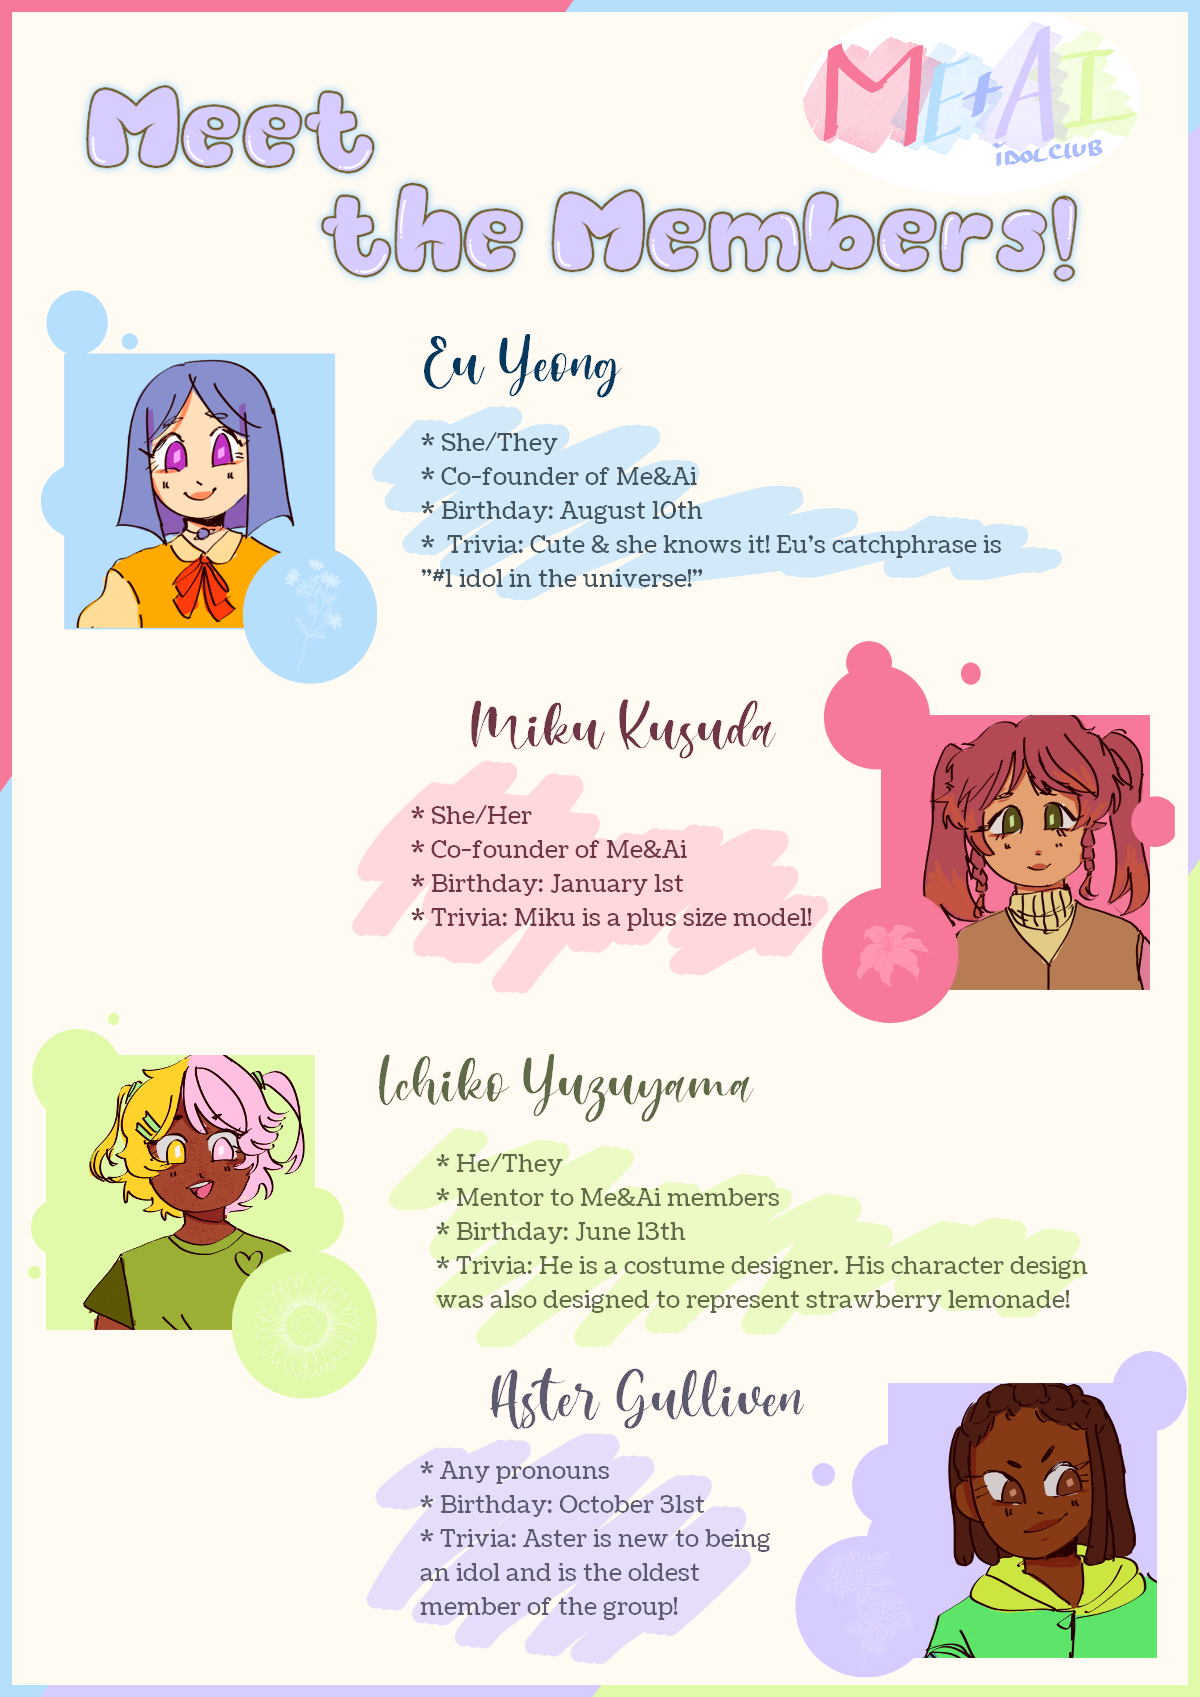 ME+AI
IDOL CLUB
Meet
the Members!
Eu Yeong
* She/They
* Co-founder of Me&Ai
* Birthday: August 10th
* Trivia: Cute & she knows it! Eu's catchphrase is
"#1 idol in the universe!"
Miku Kusuda
* She/Her
* Co-founder of Me&Ai
* Birthday: January 1st
* Trivia: Miku is a plus size model!
Ichiko Yuzuyama
* He/They
* Mentor to Me&Ai members
* Birthday: June 13th
* Trivia: He is a costume designer. His character design
was also designed to represent strawberry lemonade!
Aster Gulliven
* Any pronouns
* Birthday: October 31st
* Trivia: Aster is new to being
an idol and is the oldest
member of the group!